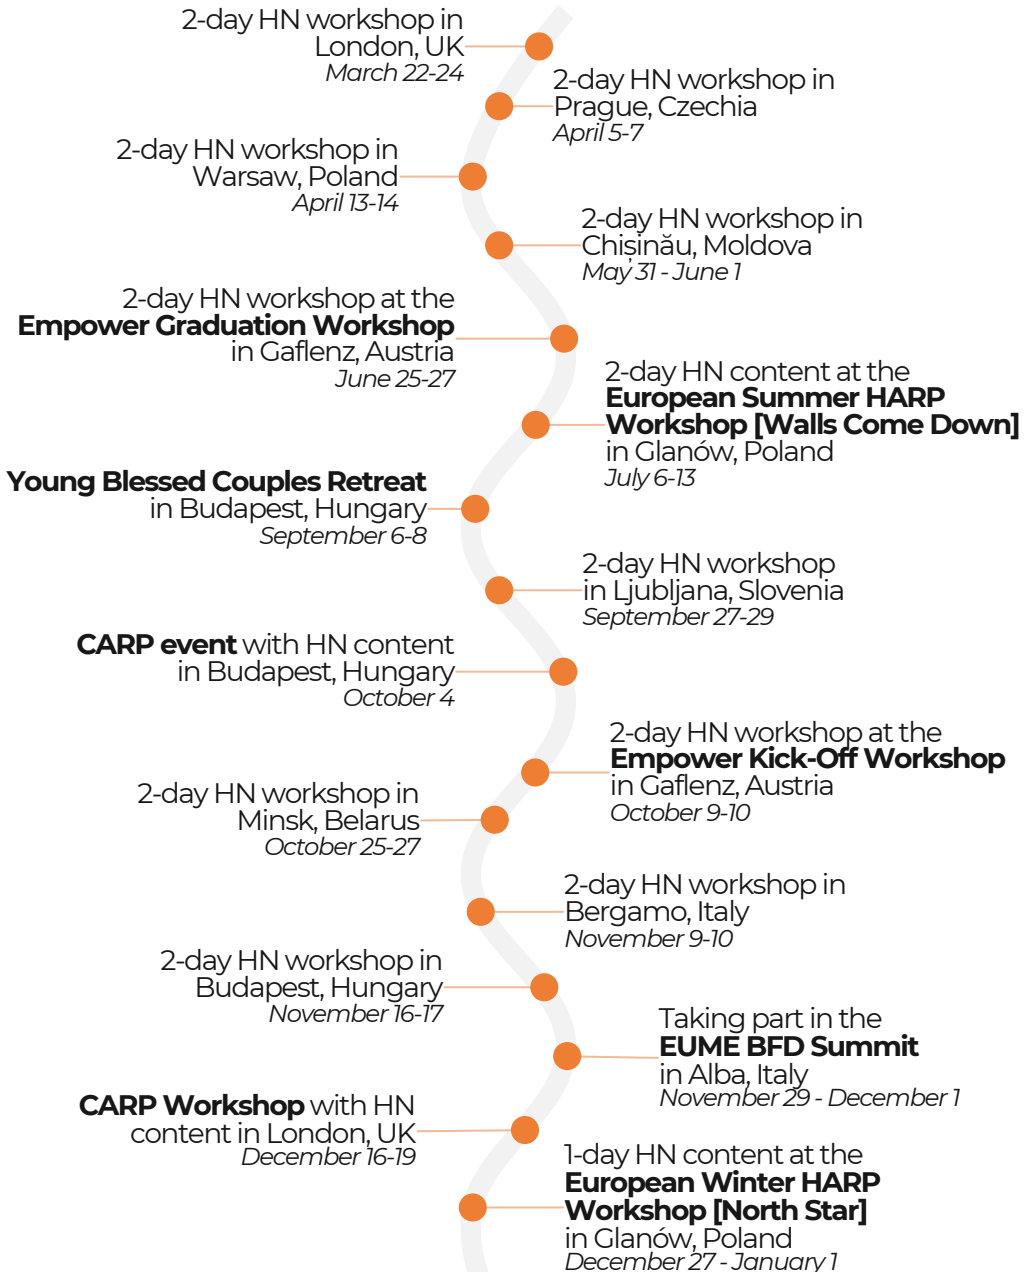 2-day HN workshop in
London, UK
March 22-24
2-day HN workshop in
Prague, Czechia
April 5-7
2-day HN workshop in
Warsaw, Poland
April 13-14
2-day HN workshop in
Chișinău, Moldova
May 31 - June 1
2-day HN workshop at the
Empower Graduation Workshop
in Gaflenz, Austria
June 25-27
2-day HN content at the
European Summer HARP
Workshop [Walls Come Down]
in Glanów, Poland
July 6-13
Young Blessed Couples Retreat
in Budapest, Hungary
September 6-8
2-day HN workshop
in Ljubljana, Slovenia
September 27-29
CARP event with HN content
in Budapest, Hungary
October 4
2-day HN workshop at the
Empower Kick-Off Workshop
in Gaflenz, Austria
October 9-10
2-day HN workshop in
Minsk, Belarus
October 25-27
2-day HN workshop in
Bergamo, Italy
November 9-10
2-day HN workshop in
Budapest, Hungary
November 16-17
Taking part in the
EUME BFD Summit
in Alba, Italy
November 29 - December 1
CARP Workshop with HN
content in London, UK
December 16-19
1-day HN content at the
European Winter HARP
Workshop [North Star]
in Glanów, Poland
December 27 - January 1